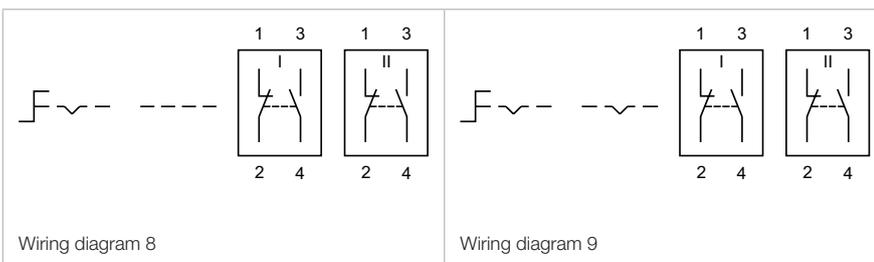 1 3 1 3 1 3 1 3
I II I II
2 4 2 4 2 4 2 4
Wiring diagram 8
Wiring diagram 9